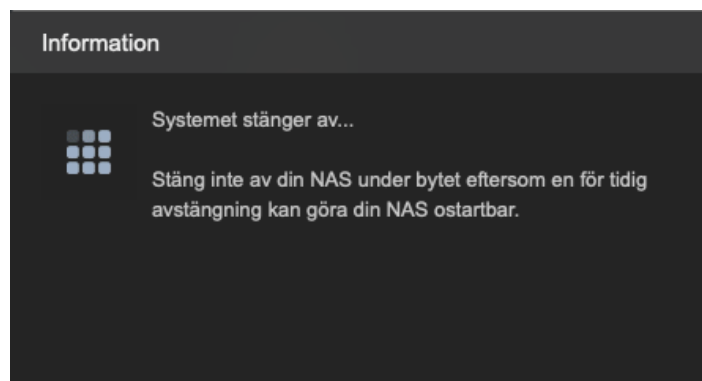 Information
Systemet stänger av...
Stäng inte av din NAS under bytet eftersom en för tidig
avstängning kan göra din NAS ostartbar.